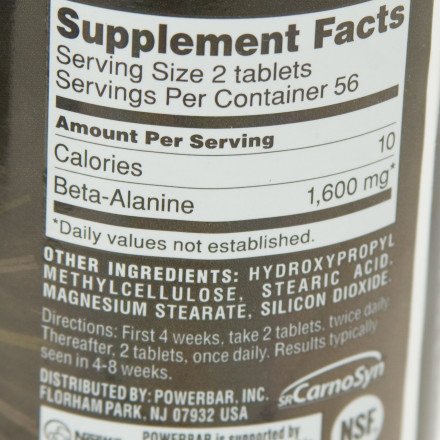 Supplement Facts
Serving Size 2 tablets
Servings Per Container 56
Amount Per Serving
Calories 10
Beta-Alanine 1,600 mg*
*Daily values not established.
OTHER INGREDIENTS: HYDROXYPROPYL
METHYLCELLULOSE, STEARIC ACID,
MAGNESIUM STEARATE, SILICON DIOXIDE.
Directions: First 4 weeks, take 2 tablets, twice daily.
Thereafter, 2 tablets, once daily. Results typically
seen in 4-8 weeks.
DISTRIBUTED BY: POWERBAR, INC.
FLORHAM PARK, NJ 07932 USA
SR CarnoSyn
NSF
POWERBAR is supported by